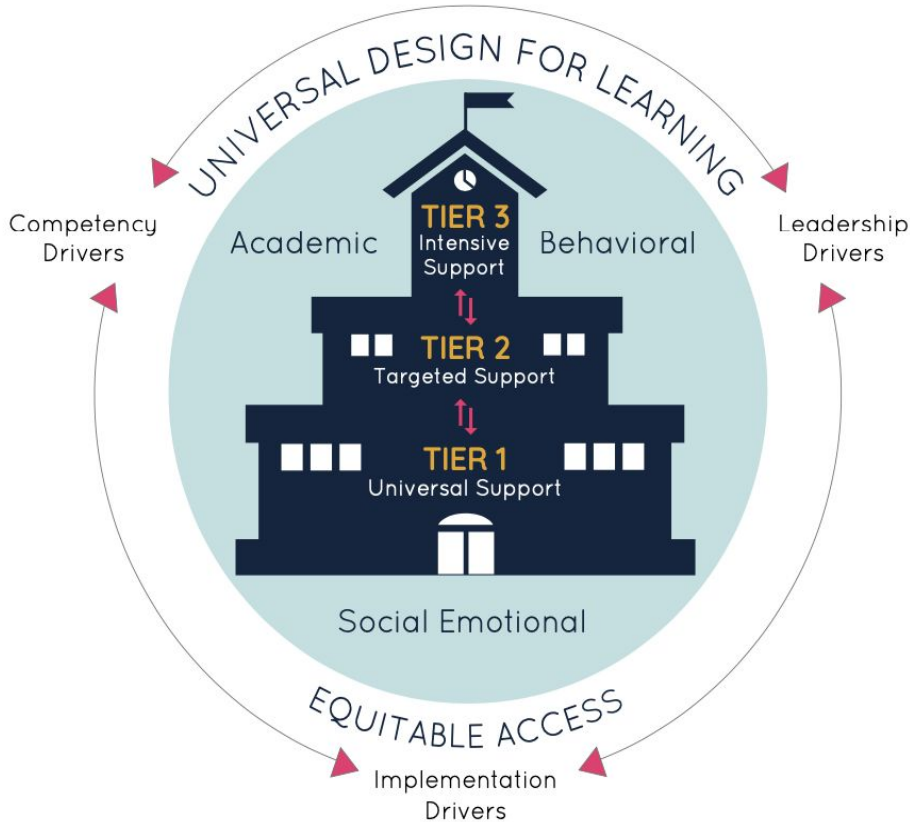 UNIVERSAL DESIGN FOR LEARNING
Competency
Drivers
Leadership
Drivers
Academic
Behavioral
TIER 3
Intensive
Support
TIER 2
Targeted Support
TIER 1
Universal Support
Social Emotional
EQUITABLE ACCESS
Implementation
Drivers